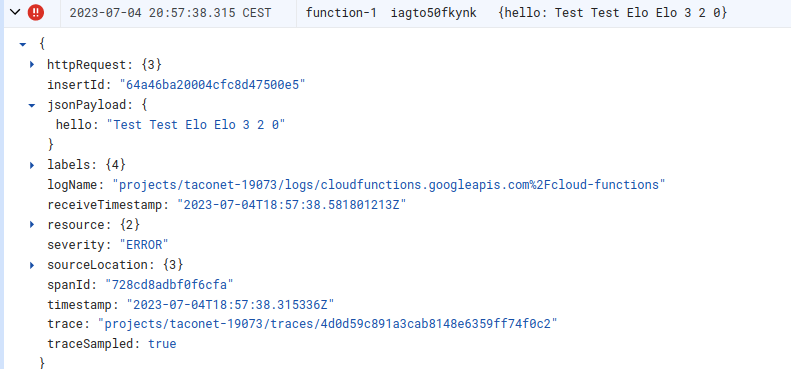 2023-07-04 20:57:38.315 CEST function-1 iagto50fkynk {hello: Test Test Elo Elo 3 2 0}
{
httpRequest: {3}
insertId: "64a46ba20004cfc8d47500e5"
jsonPayload: {
hello: "Test Test Elo Elo 3 2 0"
}
labels: {4}
logName: "projects/taconet-19073/logs/cloudfunctions.googleapis.com%2Fcloud-functions"
receiveTimestamp: "2023-07-04T18:57:38.581801213Z"
resource: {2}
severity: "ERROR"
sourceLocation: {3}
spanId: "728cd8adbf0f6cfa"
timestamp: "2023-07-04T18:57:38.315336Z"
trace: "projects/taconet-19073/traces/4d0d59c891a3cab8148e6359ff74f0c2"
traceSampled: true
}